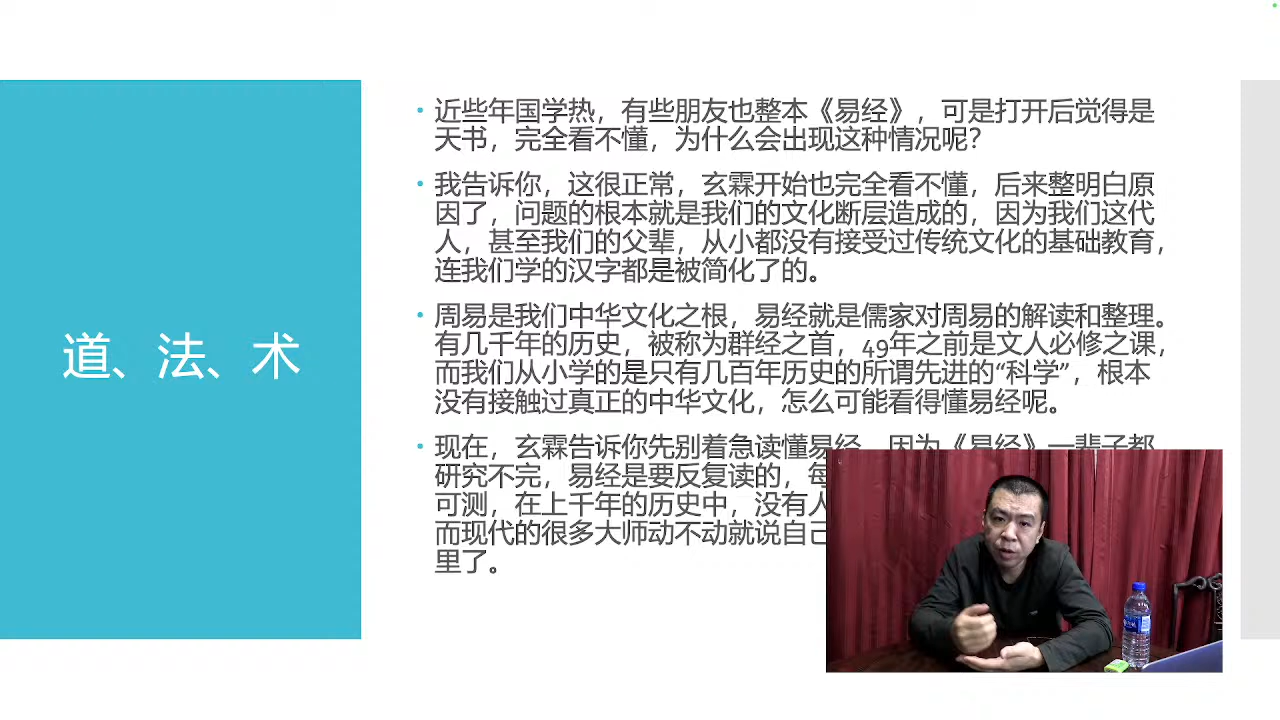 道、法、术
• 近些年国学热，有些朋友也整本《易经》，可是打开后觉得是
天书，完全看不懂，为什么会出现这种情况呢？
• 我告诉你，这很正常，玄霖开始也完全看不懂，后来整明白原
因了，问题的根本就是我们的文化断层造成的，因为我们这代
人，甚至我们的父辈，从小都没有接受过传统文化的基础教育，
连我们学的汉字都是被简化了的。
• 周易是我们中华文化之根，易经就是儒家对周易的解读和整理。
有几千年的历史，被称为群经之首，49年之前是文人必修之课，
而我们从小学的是只有几百年历史的所谓先进的“科学”，根本
没有接触过真正的中华文化，怎么可能看得懂易经呢。
• 现在，玄霖告诉你先别着急读懂易经，因为《易经》一辈子都
研究不完，易经是要反复读的，每
可测，在上千年的历史中，没有人
而现代的很多大师动不动就说自己
里了。